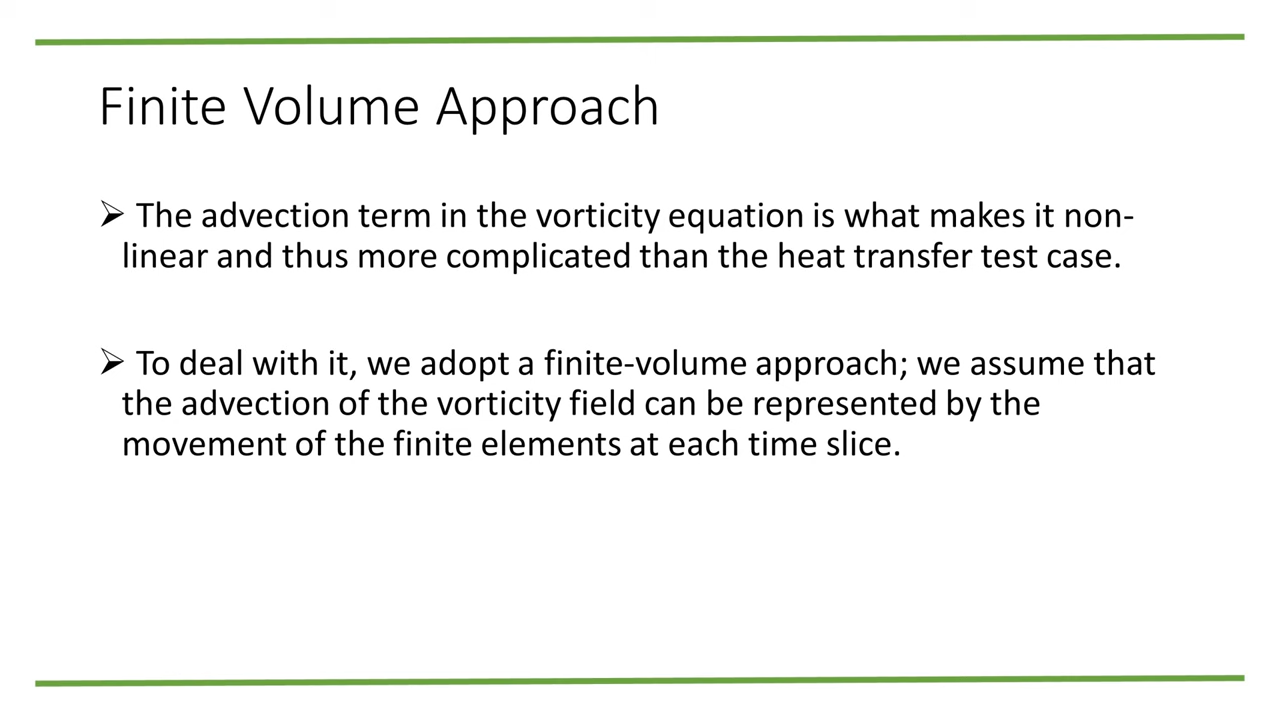 Finite Volume Approach
➢ The advection term in the vorticity equation is what makes it non-
linear and thus more complicated than the heat transfer test case.
➢ To deal with it, we adopt a finite-volume approach; we assume that
the advection of the vorticity field can be represented by the
movement of the finite elements at each time slice.